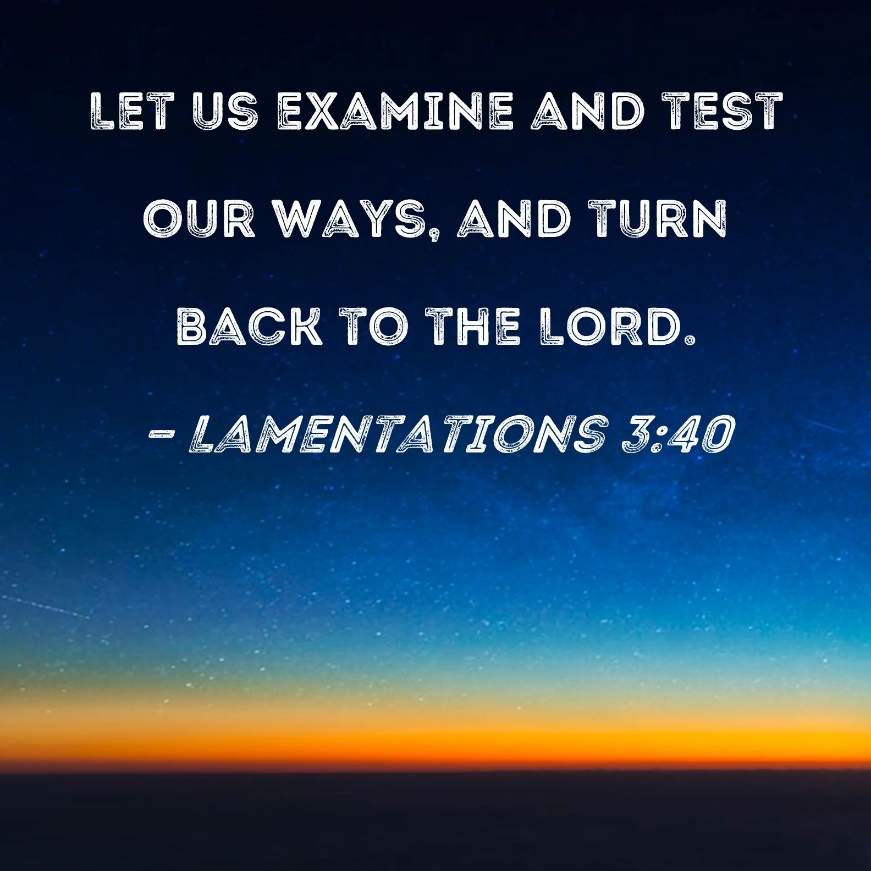 LET US EXAMINE AND TEST
OUR WAYS, AND TURN
BACK TO THE LORD.
- LAMENTATIONS 3:40